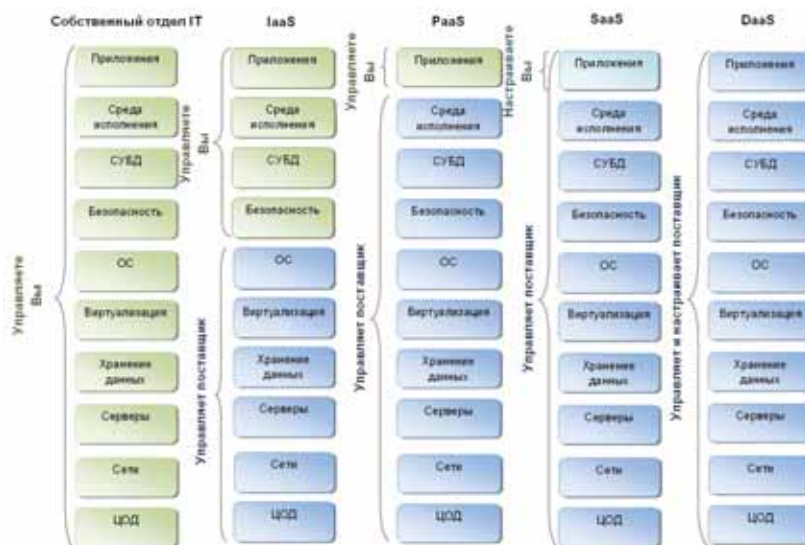 Собственный отдел IT
Управляете
Вы
Приложения
Среда
исполнения
СУБД
Безопасность
ОС
Виртуализация
Хранение
данных
Серверы
Сети
ЦОД
IaaS
Управляете
Вы
Приложения
Среда
исполнения
СУБД
Безопасность
Управляет поставщик
ОС
Виртуализация
Хранение
данных
Серверы
Сети
ЦОД
PaaS
Управляете
Вы
Приложения
Управляет поставщик
Среда
исполнения
СУБД
Безопасность
ОС
Виртуализация
Хранение
данных
Серверы
Сети
ЦОД
SaaS
Настраиваете
Вы
Приложения
Управляет поставщик
Среда
исполнения
СУБД
Безопасность
ОС
Виртуализация
Хранение
данных
Серверы
Сети
ЦОД
DaaS
Управляет и настраивает поставщик
Приложения
Среда
исполнения
СУБД
Безопасность
ОС
Виртуализация
Хранение
данных
Серверы
Сети
ЦОД